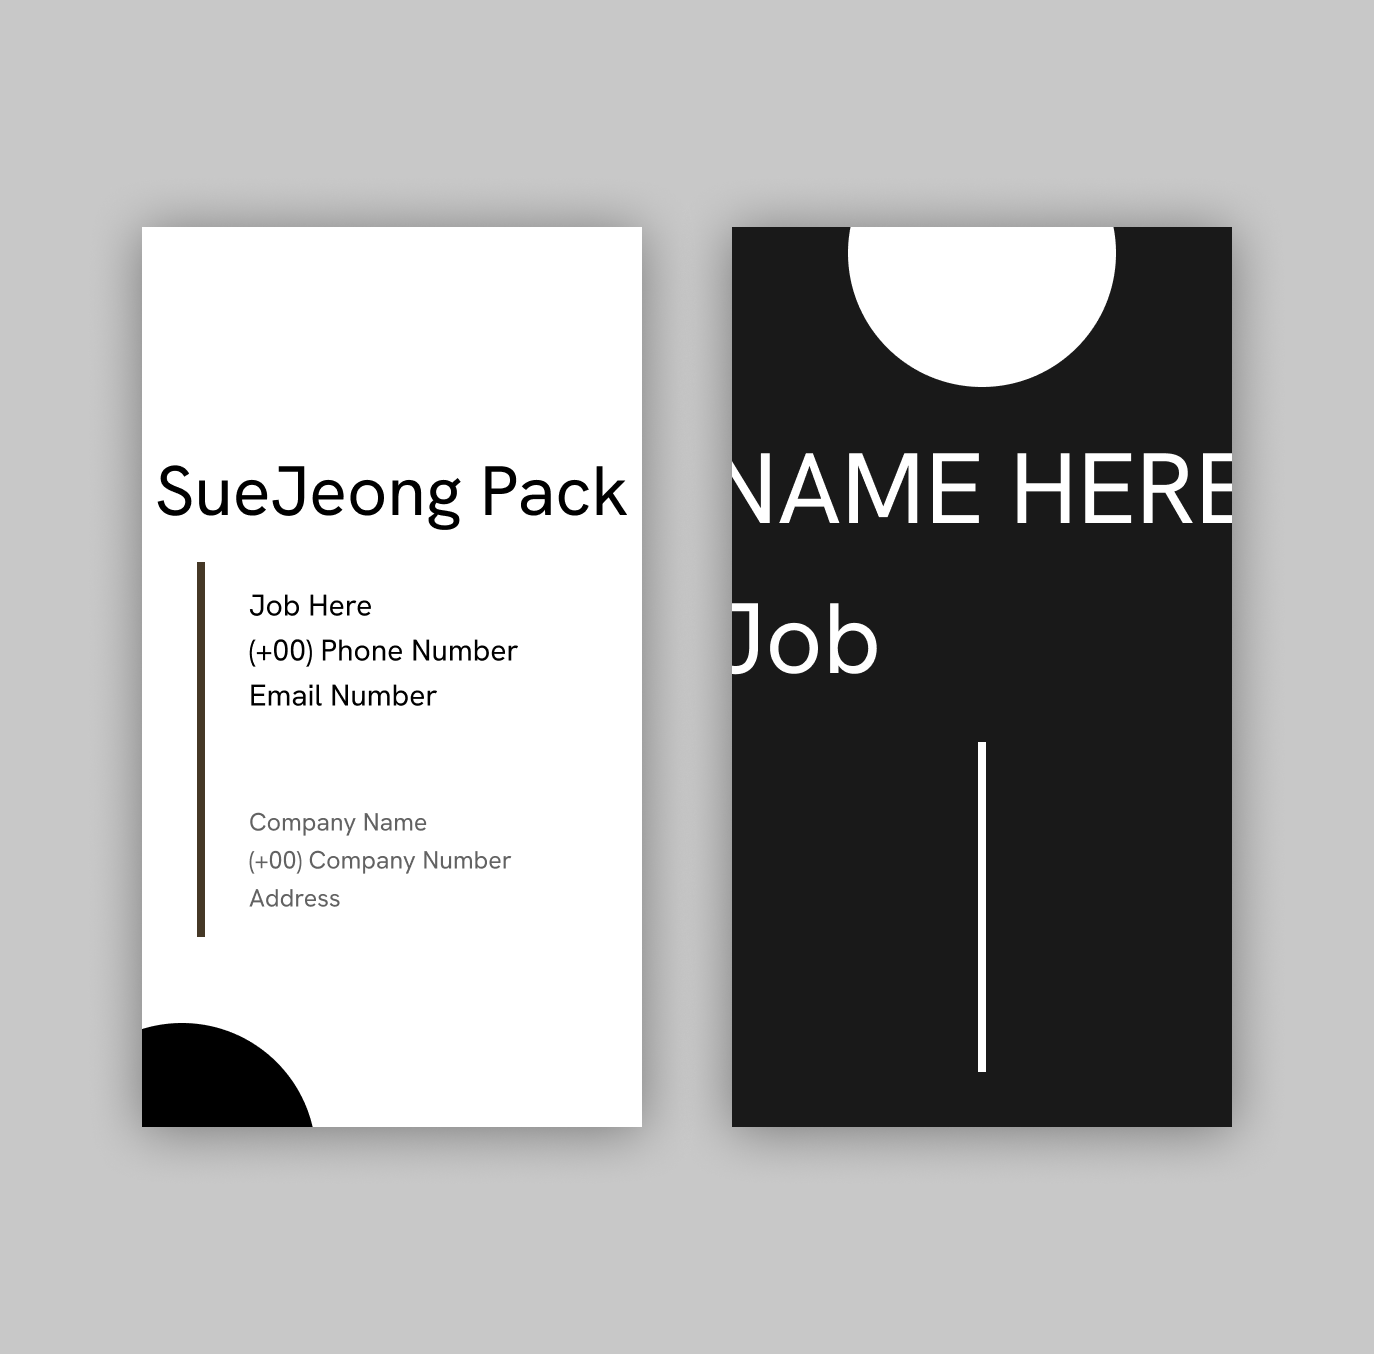 SueJeong Pack
Job Here
(+00) Phone Number
Email Number
Company Name
(+00) Company Number
Address
NAME HERE
Job